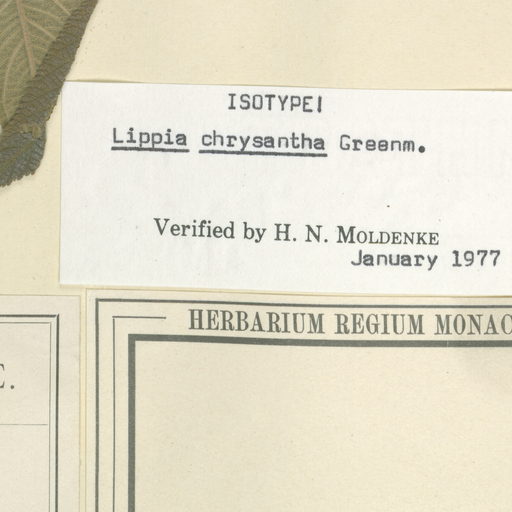 ISOTYPE!
Lippia chrysantha Greenm.
Verified by H. N. MOLDENKE
January 1977
HERBARIUM REGIUM MONAC
E.